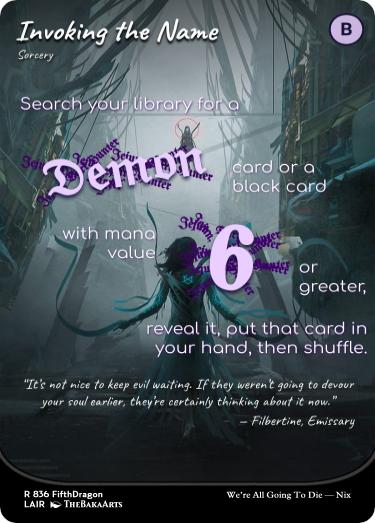 Invoking the Name
B
Sorcery
Search your library for a
Demon
card or a
black card
with mana
value
6
or
greater,
reveal it, put that card in
your hand, then shuffle.
“It’s not nice to keep evil waiting. If they weren’t going to devour
your soul earlier, they’re certainly thinking about it now.”
— Filbertine, Emissary
R 836 FifthDragon
LAIR TheBakaArts
We’re All Going To Die — Nix